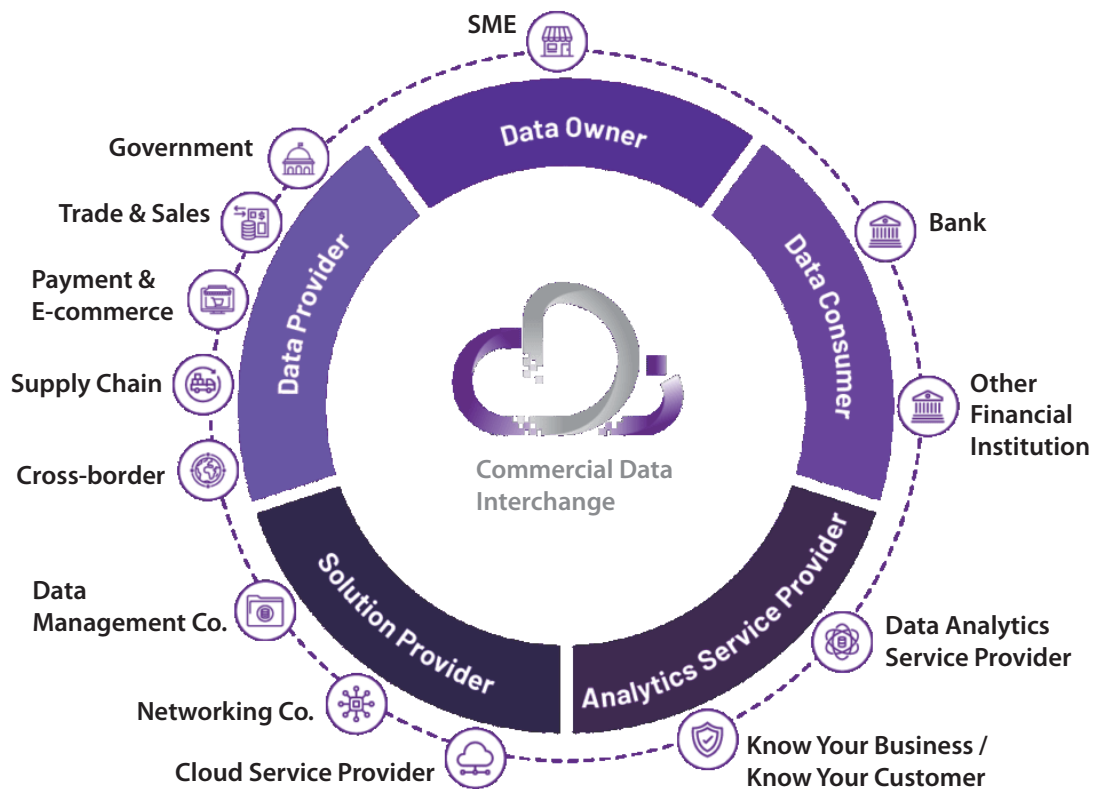 SME
Data Owner
Government
Trade & Sales
Payment &
E-commerce
Supply Chain
Cross-border
Data Provider
Bank
Other
Financial
Institution
Data Consumer
Commercial Data
Interchange
Data
Management Co.
Networking Co.
Cloud Service Provider
Solution Provider
Analytics Service Provider
Data Analytics
Service Provider
Know Your Business /
Know Your Customer